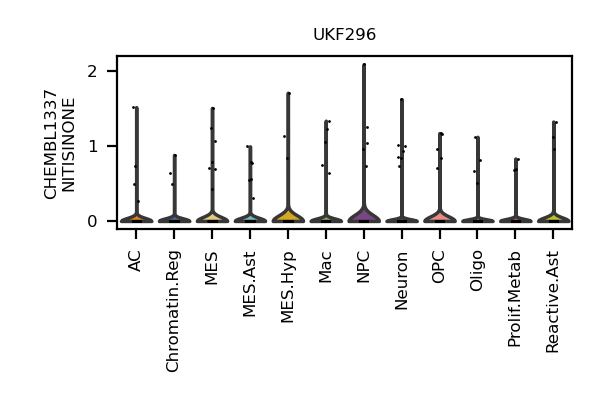 UKF296
CHEMBL1337
NITISINONE
2
1
0
AC
Chromatin.Reg
MES
MES.Ast
MES.Hyp
Mac
NPC
Neuron
OPC
Oligo
Prolif.Metab
Reactive.Ast